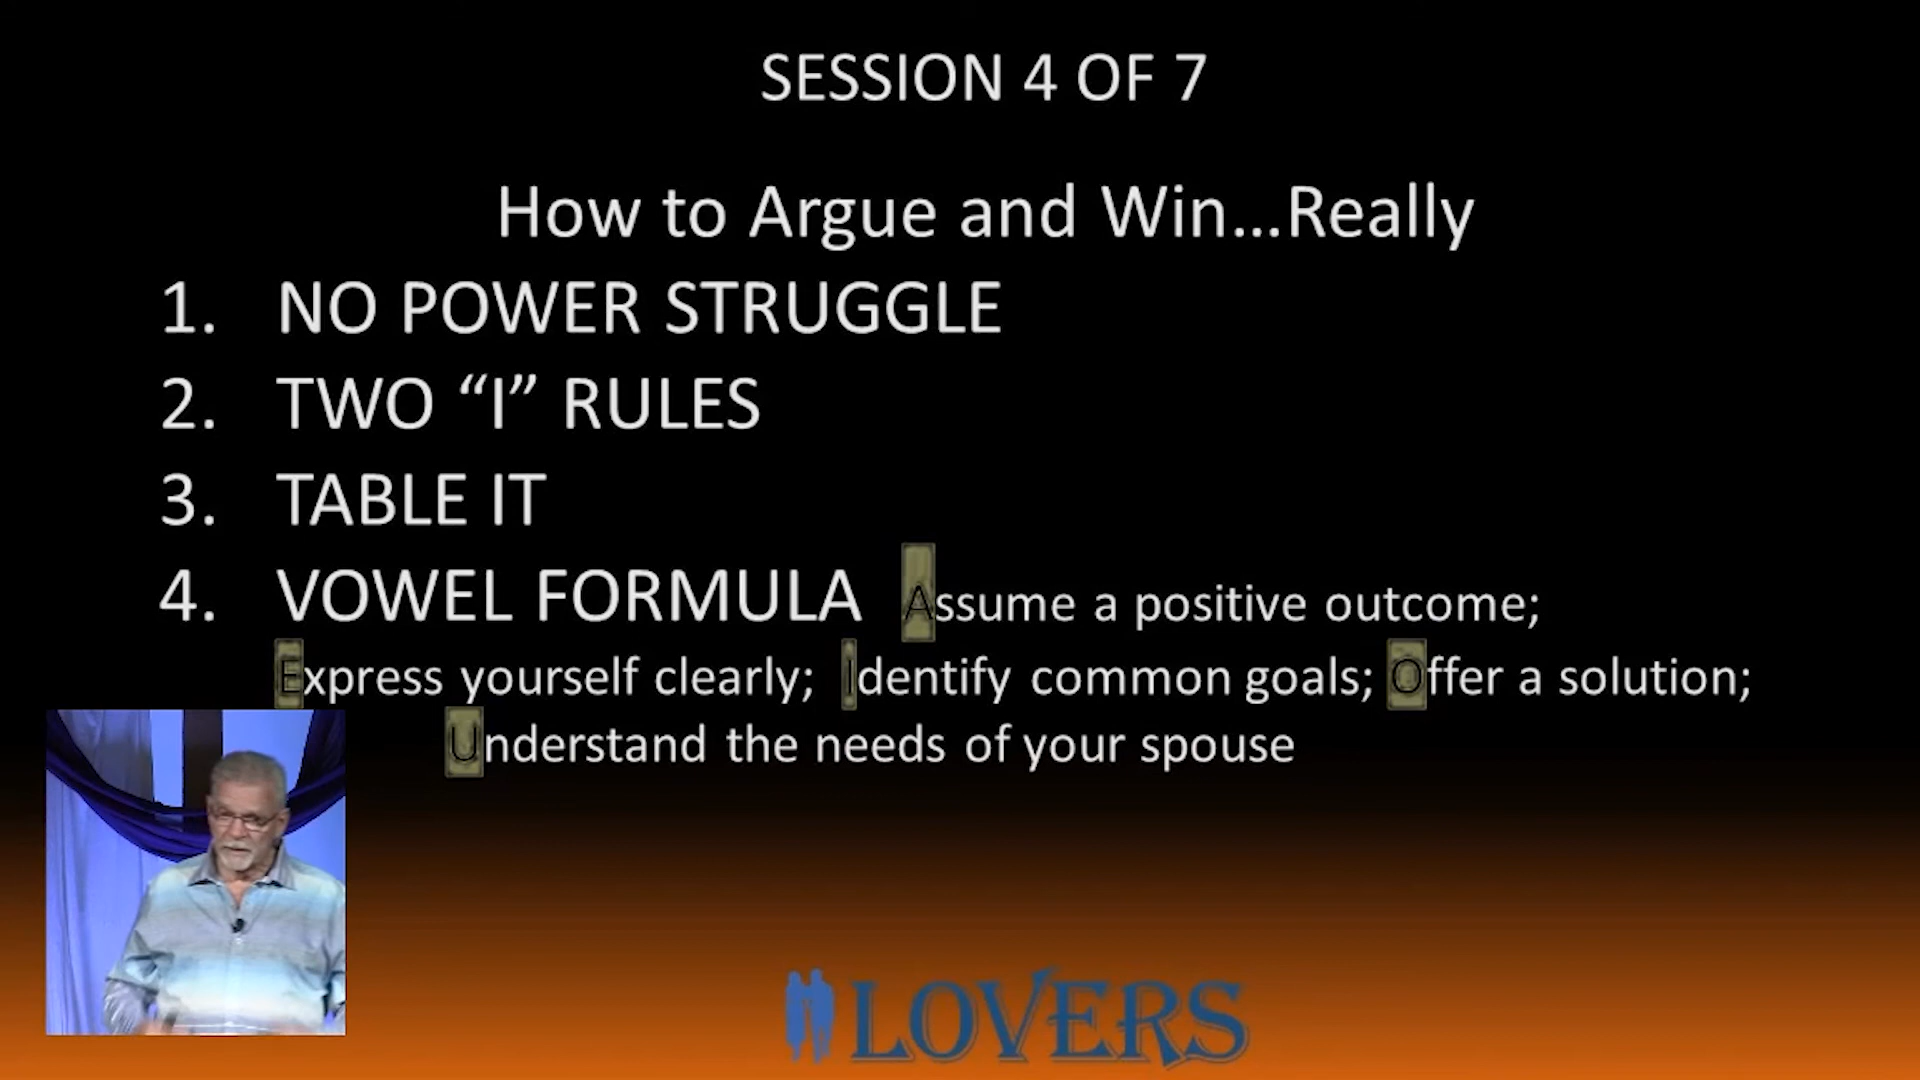 SESSION 4 OF 7
How to Argue and Win...Really
1. NO POWER STRUGGLE
2. TWO “I” RULES
3. TABLE IT
4. VOWEL FORMULA Assume a positive outcome;
Express yourself clearly; Identify common goals; Offer a solution;
Understand the needs of your spouse
LOVERS